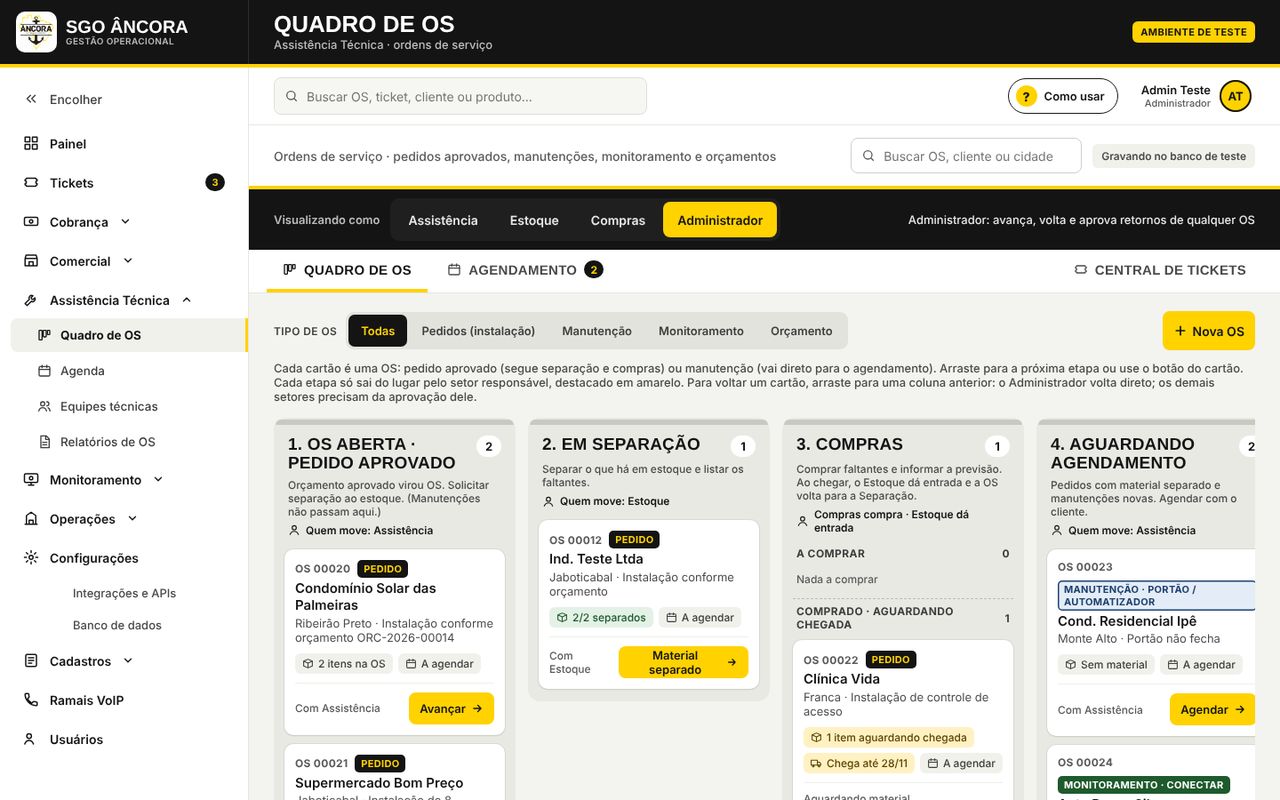 ÂNCORA
SGO ÂNCORA
GESTÃO OPERACIONAL
QUADRO DE OS
Assistência Técnica · ordens de serviço
AMBIENTE DE TESTE
Encolher
Painel
Tickets 3
Cobrança
Comercial
Assistência Técnica
Quadro de OS
Agenda
Equipes técnicas
Relatórios de OS
Monitoramento
Operações
Configurações
Integrações e APIs
Banco de dados
Cadastros
Ramais VoIP
Usuários
Buscar OS, ticket, cliente ou produto...
? Como usar
Admin Teste
Administrador
AT
Ordens de serviço · pedidos aprovados, manutenções, monitoramento e orçamentos
Buscar OS, cliente ou cidade
Gravando no banco de teste
Visualizando como
Assistência
Estoque
Compras
Administrador
Administrador: avança, volta e aprova retornos de qualquer OS
QUADRO DE OS
AGENDAMENTO 2
CENTRAL DE TICKETS
TIPO DE OS
Todas
Pedidos (instalação)
Manutenção
Monitoramento
Orçamento
+ Nova OS
Cada cartão é uma OS: pedido aprovado (segue separação e compras) ou manutenção (vai direto para o agendamento). Arraste para a próxima etapa ou use o botão do cartão.
Cada etapa só sai do lugar pelo setor responsável, destacado em amarelo. Para voltar um cartão, arraste para uma coluna anterior: o Administrador volta direto; os demais
setores precisam da aprovação dele.
1. OS ABERTA ·
PEDIDO APROVADO
2
Orçamento aprovado virou OS. Solicitar
separação ao estoque. (Manutenções
não passam aqui.)
Quem move: Assistência
OS 00020 PEDIDO
Condomínio Solar das
Palmeiras
Ribeirão Preto · Instalação conforme
orçamento ORC-2026-00014
2 itens na OS
A agendar
Com Assistência
Avançar →
OS 00021 PEDIDO
Supermercado Bom Preço
Jaboticabal · Instalação de 8
2. EM SEPARAÇÃO
1
Separar o que há em estoque e listar os
faltantes.
Quem move: Estoque
OS 00012 PEDIDO
Ind. Teste Ltda
Jaboticabal · Instalação conforme
orçamento
2/2 separados
A agendar
Com
Estoque
Material
separado →
3. COMPRAS
1
Comprar faltantes e informar a previsão.
Ao chegar, o Estoque dá entrada e a OS
volta para a Separação.
Compras compra · Estoque dá
entrada
A COMPRAR 0
Nada a comprar
COMPRADO · AGUARDANDO
CHEGADA
1
OS 00022 PEDIDO
Clínica Vida
Franca · Instalação de controle de
acesso
1 item aguardando chegada
Chega até 28/11
A agendar
Aguardando material
4. AGUARDANDO
AGENDAMENTO
2
Pedidos com material separado e
manutenções novas. Agendar com o
cliente.
Quem move: Assistência
OS 00023
MANUTENÇÃO · PORTÃO /
AUTOMATIZADOR
Cond. Residencial Ipê
Monte Alto · Portão não fecha
Sem material
A agendar
Com Assistência
Agendar →
OS 00024
MONITORAMENTO · CONECTAR